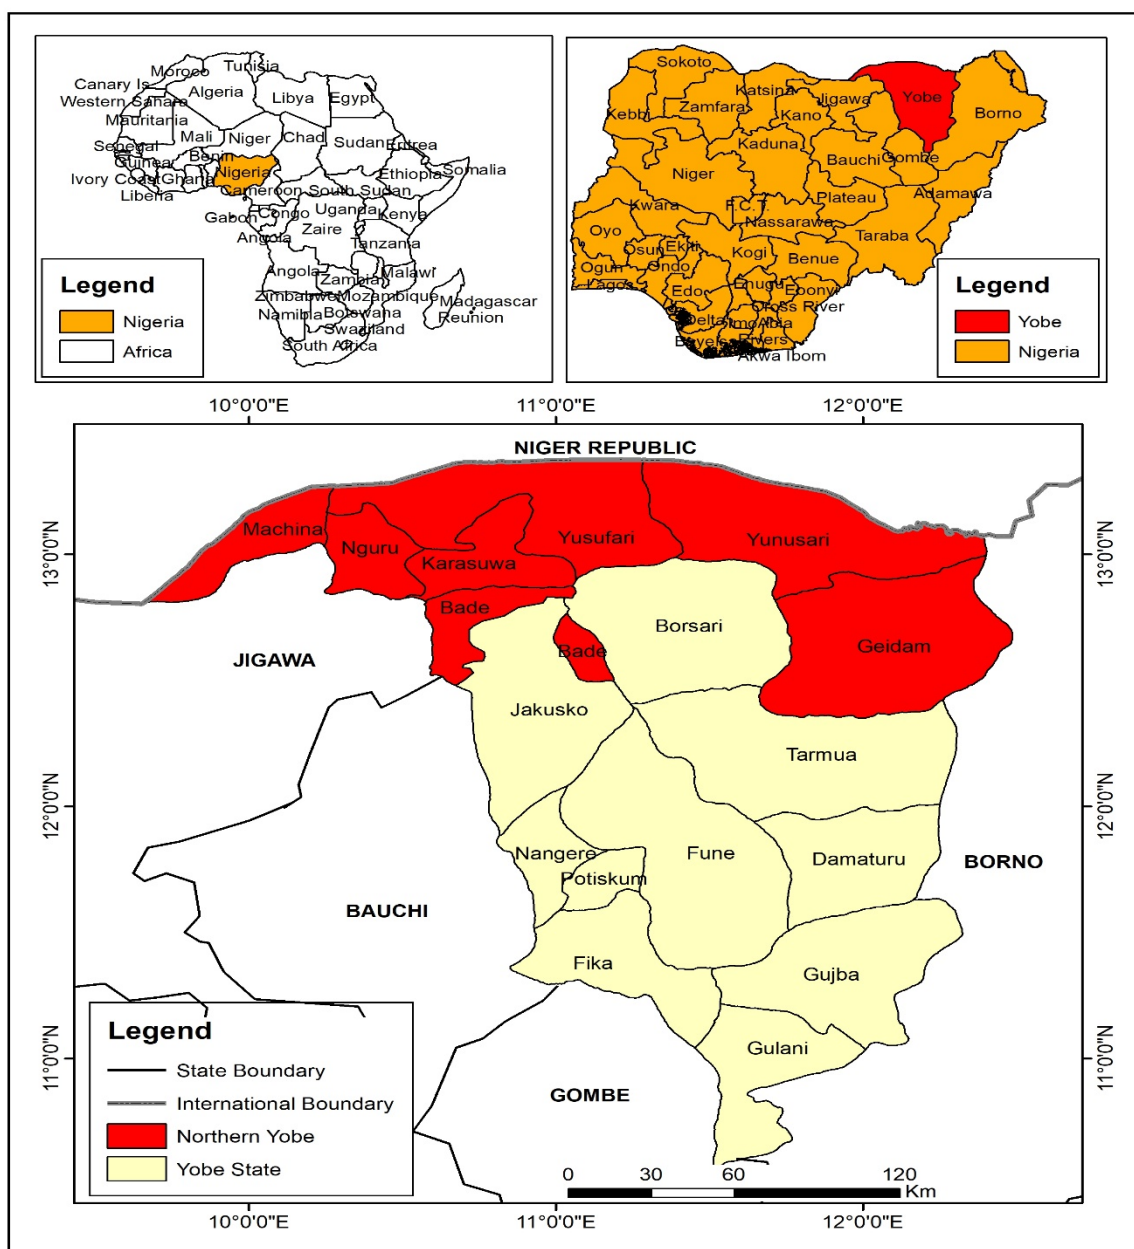 Tunisia
Moroco
Canary Is.
Algeria
Libya
Egypt
Western Sahara
Mauritania
Mali
Niger
Chad
Sudan
Eritrea
Senegal
Guinea
Benin
Nigeria
Ethiopia
Somalia
Ivory Coast
Ghana
Liberia
Cameroon
South Sudan
Gabon
Congo
Uganda
Kenya
Zaire
Angola
Tanzania
Angola
Zambia
Malawi
Zimbabwe
Mozambique
Madagascar
Namibia
Botswana
Reunion
Swaziland
South Africa
Legend
Nigeria
Africa
Sokoto
Katsina
Jigawa
Yobe
Kebbi
Zamfara
Kano
Borno
Kaduna
Bauchi
Gombe
Niger
Plateau
Adamawa
Kwara
F.C.T.
Nassarawa
Oyo
Taraba
Osun
Ekiti
Kogi
Benue
Ogun
Ondo
Lagos
Edo
Enugu
Ebonyi
Cross River
Delta
Imo
Abia
Rivers
Akwa Ibom
Legend
Yobe
Nigeria
10°0'0"E
11°0'0"E
12°0'0"E
NIGER REPUBLIC
Machina
Nguru
Karasuwa
Yusufari
Yunusari
13°0'0"N
13°0'0"N
Bade
Borsari
Bade
Geidam
JIGAWA
Jakusko
Tarmua
12°0'0"N
12°0'0"N
Nangere
Fune
Damaturu
BORNO
Potiskum
BAUCHI
Fika
Gujba
Gulani
11°0'0"N
11°0'0"N
GOMBE
Legend
State Boundary
International Boundary
Northern Yobe
Yobe State
0 30 60 120
Km
10°0'0"E
11°0'0"E
12°0'0"E